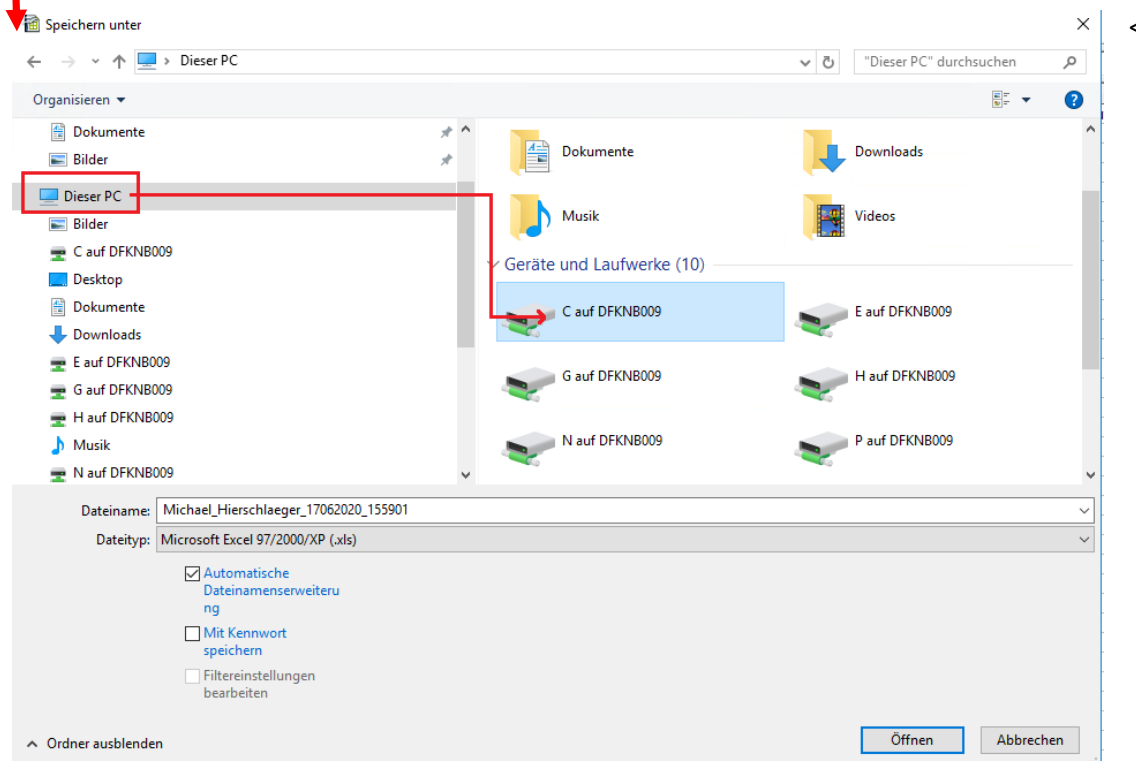 Speichern unter
Dieser PC
"Dieser PC" durchsuchen
Organisieren
Dokumente
Bilder
Dieser PC
Bilder
C auf DFKNB009
Desktop
Dokumente
Downloads
E auf DFKNB009
G auf DFKNB009
H auf DFKNB009
Musik
N auf DFKNB009
Dokumente
Downloads
Musik
Videos
Geräte und Laufwerke (10)
C auf DFKNB009
E auf DFKNB009
G auf DFKNB009
H auf DFKNB009
N auf DFKNB009
P auf DFKNB009
Dateiname: Michael_Hierschlaeger_17062020_155901
Dateityp: Microsoft Excel 97/2000/XP (.xls)
Automatische
Dateinamenserweiteru
ng
Mit Kennwort
speichern
Filtereinstellungen
bearbeiten
Ordner ausblenden
Öffnen
Abbrechen